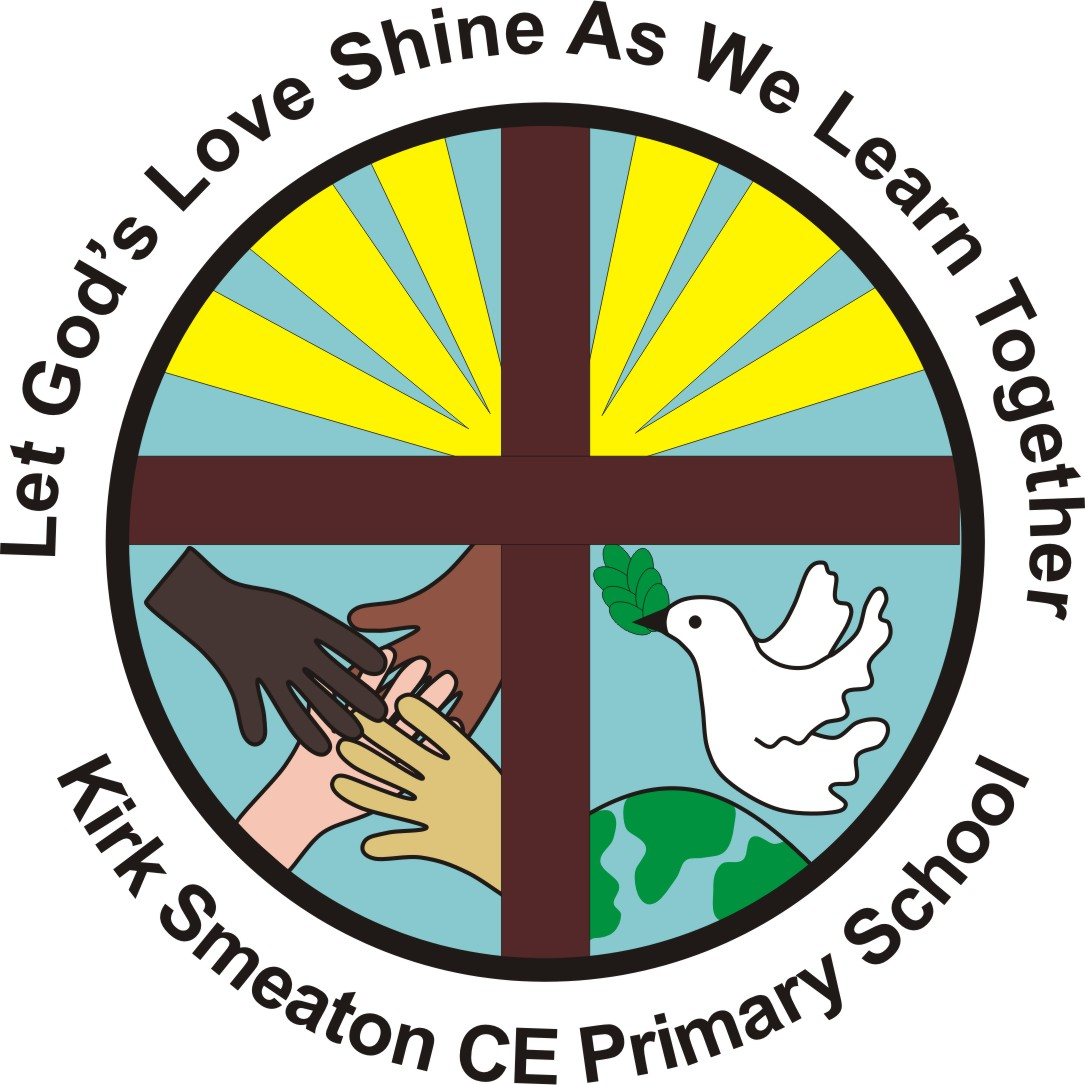 Let God's Love Shine As We Learn Together
Kirk Smeaton CE Primary School